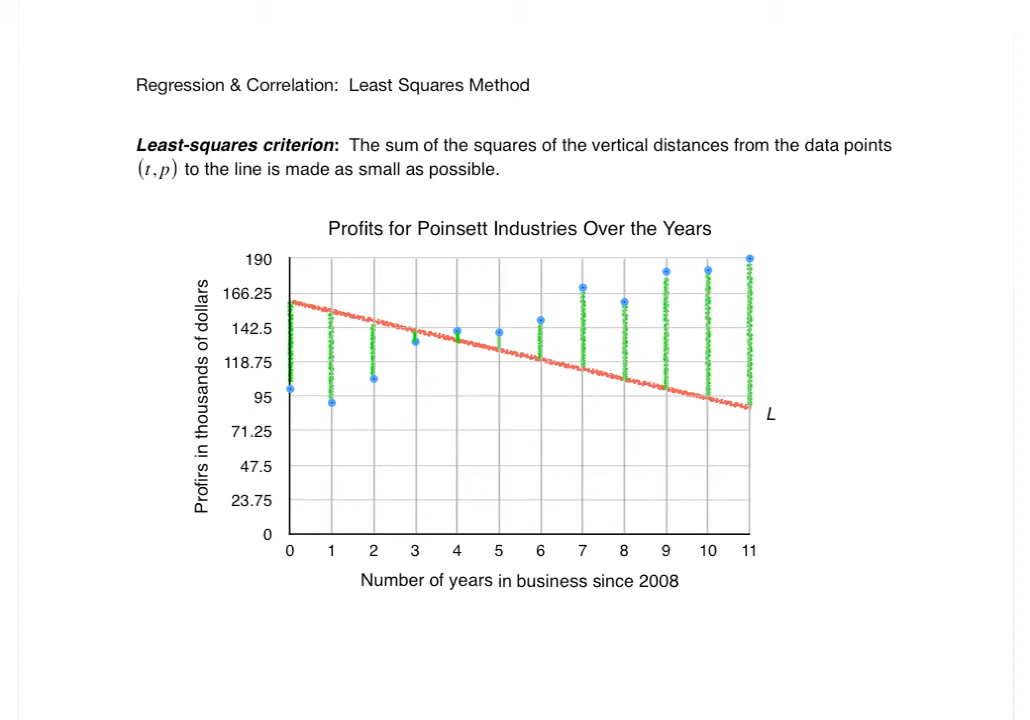 Regression & Correlation:  Least Squares Method
Least-squares criterion:  The sum of the squares of the vertical distances from the data points
(t,p) to the line is made as small as possible.
Profits for Poinsett Industries Over the Years
Profirs in thousands of dollars
190
166.25
142.5
118.75
95
71.25
47.5
23.75
0
L
0 1 2 3 4 5 6 7 8 9 10 11
Number of years in business since 2008